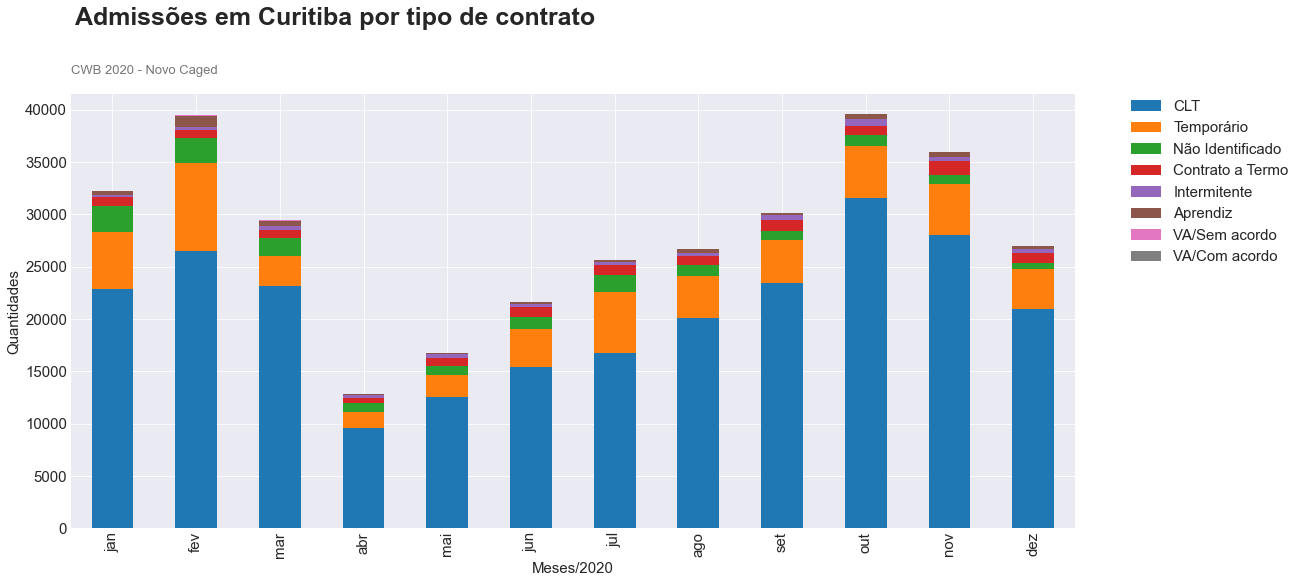 Admissões em Curitiba por tipo de contrato
CWB 2020 - Novo Caged
Quantidades
40000
35000
30000
25000
20000
15000
10000
5000
0
jan
fev
mar
abr
mai
jun
jul
ago
set
out
nov
dez
Meses/2020
CLT
Temporário
Não Identificado
Contrato a Termo
Intermitente
Aprendiz
VA/Sem acordo
VA/Com acordo